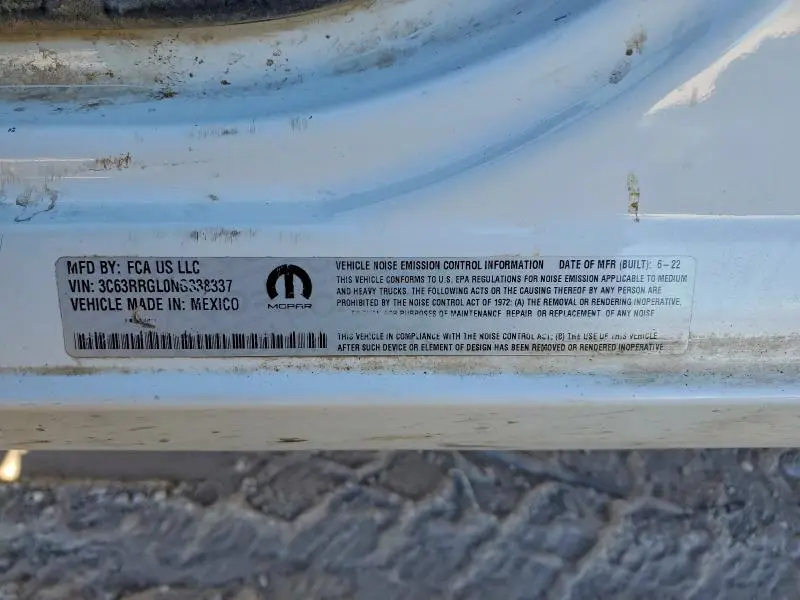 MFD BY: FCA US LLC
VIN: 3C63RRGL0NG338337
VEHICLE MADE IN: MEXICO
MOPAR
VEHICLE NOISE EMISSION CONTROL INFORMATION DATE OF MFR (BUILT): 6-22
THIS VEHICLE CONFORMS TO U.S. EPA REGULATIONS FOR NOISE EMISSION APPLICABLE TO MEDIUM
AND HEAVY TRUCKS. THE FOLLOWING ACTS OR THE CAUSING THEREOF BY ANY PERSON ARE
PROHIBITED BY THE NOISE CONTROL ACT OF 1972: (A) THE REMOVAL OR RENDERING INOPERATIVE,
FOR PURPOSES OF MAINTENANCE REPAIR OR REPLACEMENT OF ANY NOISE
THIS VEHICLE IN COMPLIANCE WITH THE NOISE CONTROL ACT; (B) THE USE OF THIS VEHICLE
AFTER SUCH DEVICE OR ELEMENT OF DESIGN HAS BEEN REMOVED OR RENDERED INOPERATIVE